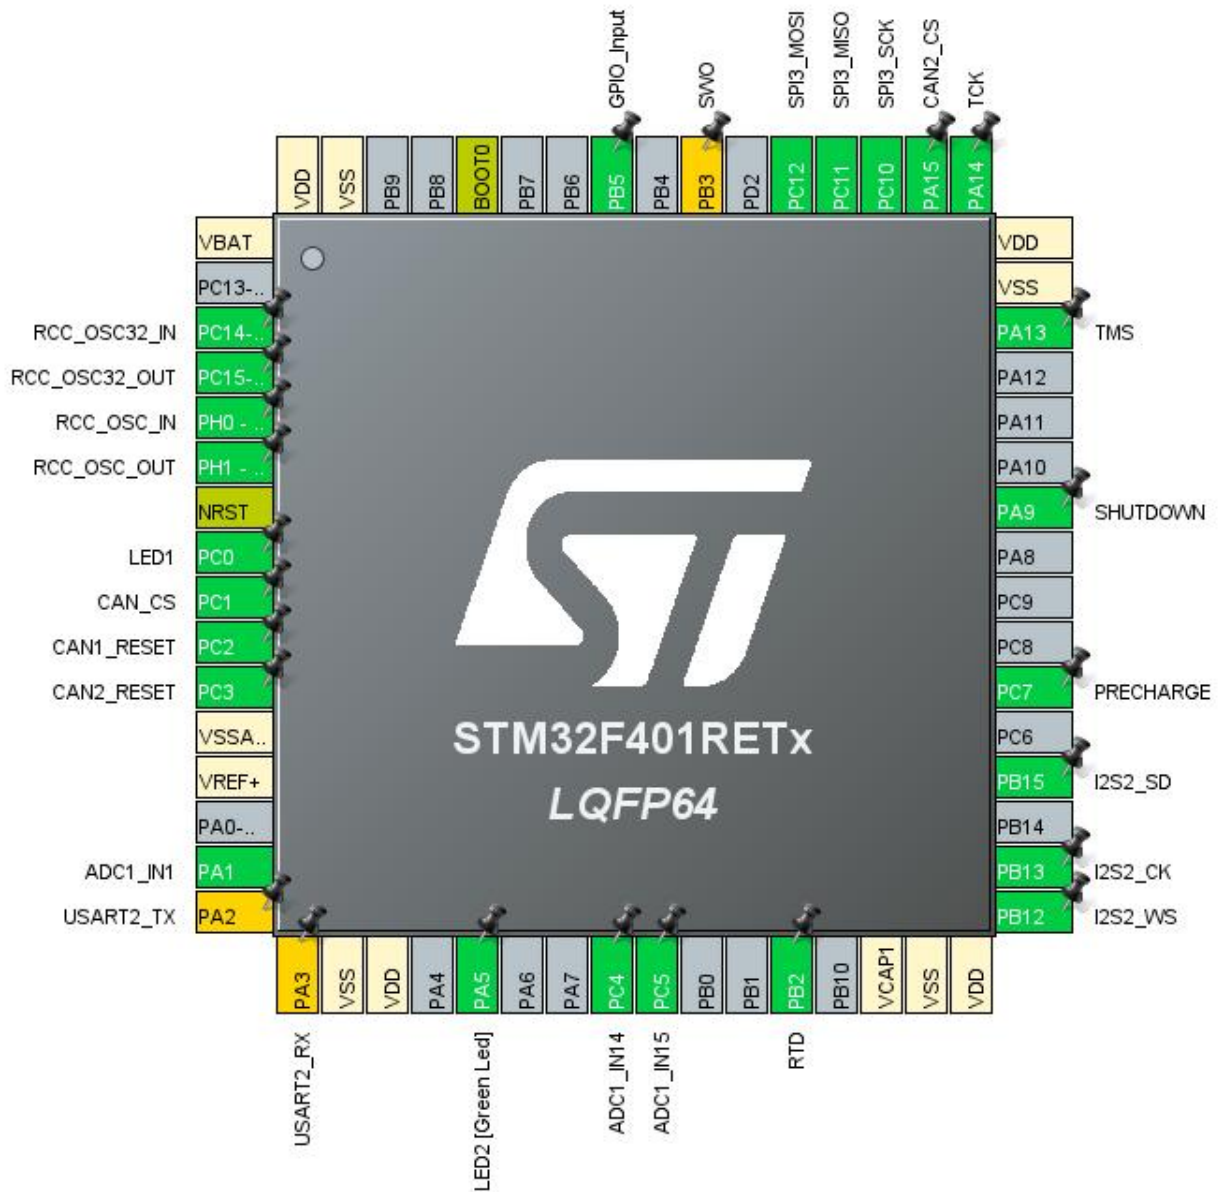 GPIO_Input
SWO
SPI3_MOSI
SPI3_MISO
SPI3_SCK
CAN2_CS
TCK
VDD
VSS
PB9
PB8
BOOT0
PB7
PB6
PB5
PB4
PB3
PD2
PC12
PC11
PC10
PA15
PA14
VBAT
PC13-..
RCC_OSC32_IN PC14-..
RCC_OSC32_OUT PC15-..
RCC_OSC_IN PH0 - ..
RCC_OSC_OUT PH1 - ..
NRST
LED1 PC0
CAN_CS PC1
CAN1_RESET PC2
CAN2_RESET PC3
VSSA..
VREF+
PA0-..
ADC1_IN1 PA1
USART2_TX PA2
ST
STM32F401RETx
LQFP64
VDD
VSS
PA13 TMS
PA12
PA11
PA10
PA9 SHUTDOWN
PA8
PC9
PC8
PC7 PRECHARGE
PC6
PB15 I2S2_SD
PB14
PB13 I2S2_CK
PB12 I2S2_WS
PA3
VSS
VDD
PA4
PA5
PA6
PA7
PC4
PC5
PB0
PB1
PB2
PB10
VCAP1
VSS
VDD
USART2_RX
LED2 [Green Led]
ADC1_IN14
ADC1_IN15
RTD